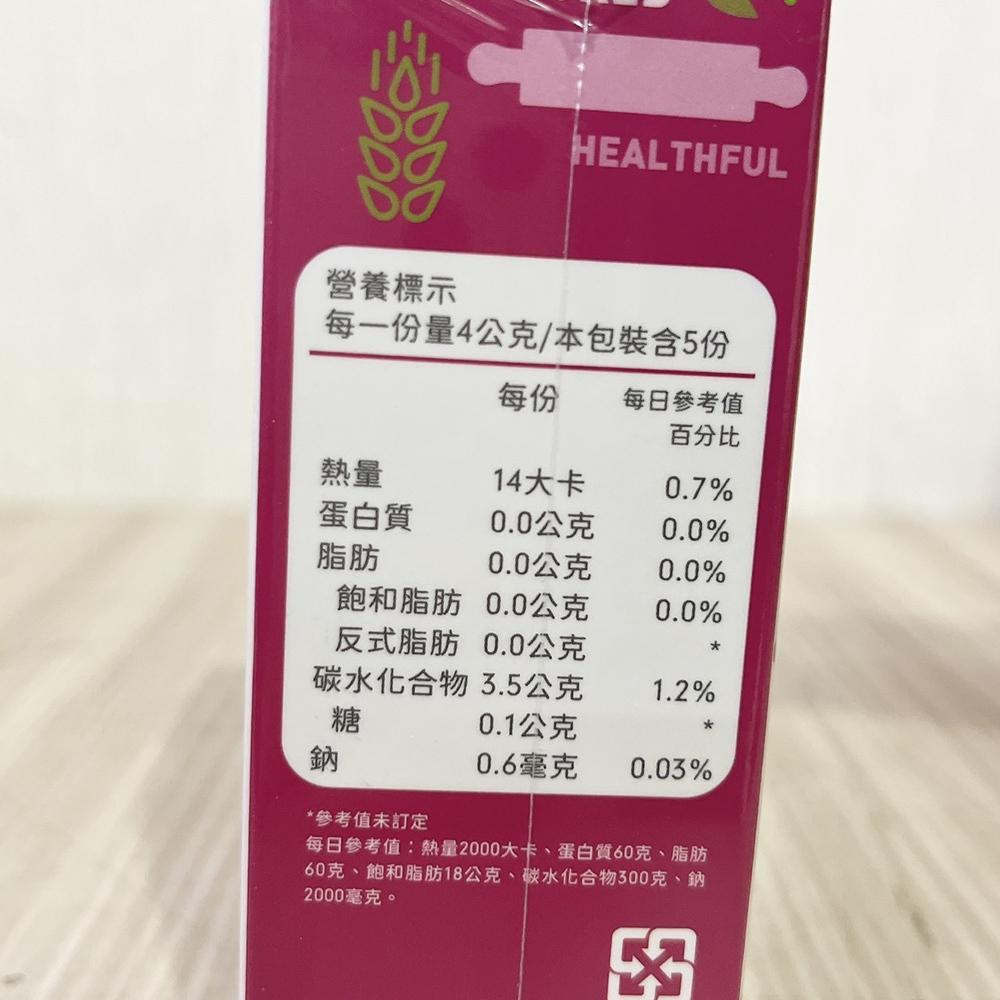 HEALTHFUL
營養標示
每一份量4公克/本包裝含5份
每份 每日參考值
百分比
熱量 14大卡 0.7%
蛋白質 0.0公克 0.0%
脂肪 0.0公克 0.0%
飽和脂肪 0.0公克 0.0%
反式脂肪 0.0公克 *
碳水化合物 3.5公克 1.2%
糖 0.1公克 *
鈉 0.6毫克 0.03%
*參考值未訂定
每日參考值：熱量2000大卡、蛋白質60克、脂肪
60克、飽和脂肪18公克、碳水化合物300克、鈉
2000毫克。